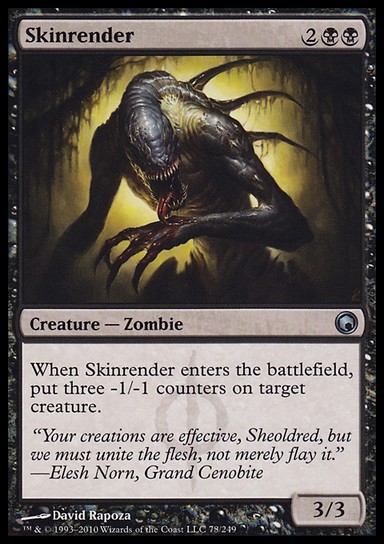 Skinrender 2
Creature — Zombie
When Skinrender enters the battlefield,
put three -1/-1 counters on target
creature.
"Your creations are effective, Sheoldred, but
we must unite the flesh, not merely flay it."
—Elesh Norn, Grand Cenobite
David Rapoza
3/3
™ & © 1993–2010 Wizards of the Coast LLC 78/249